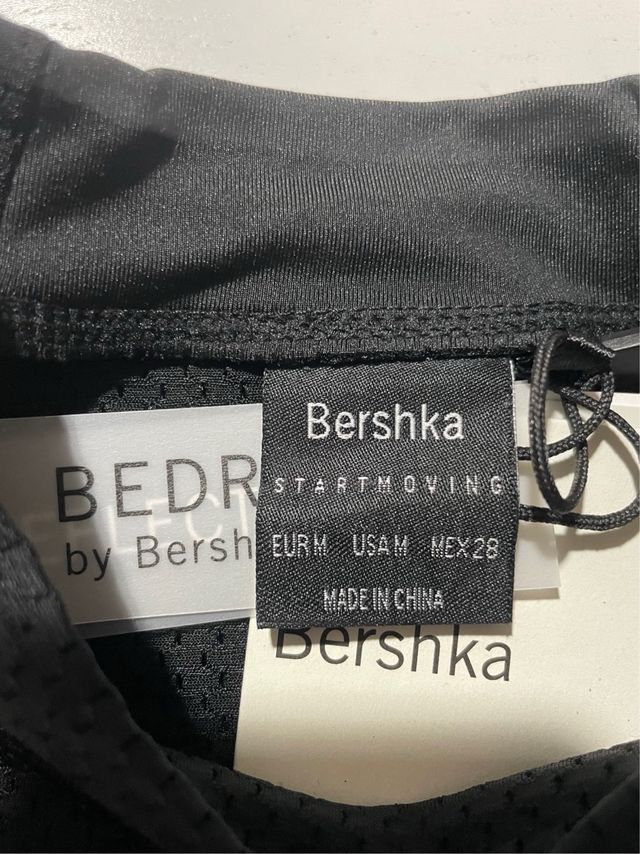 Bershka
STARTMOVING
EUR M USA M MEX 28
MADE IN CHINA
BEDR
by Bersh
Bershka